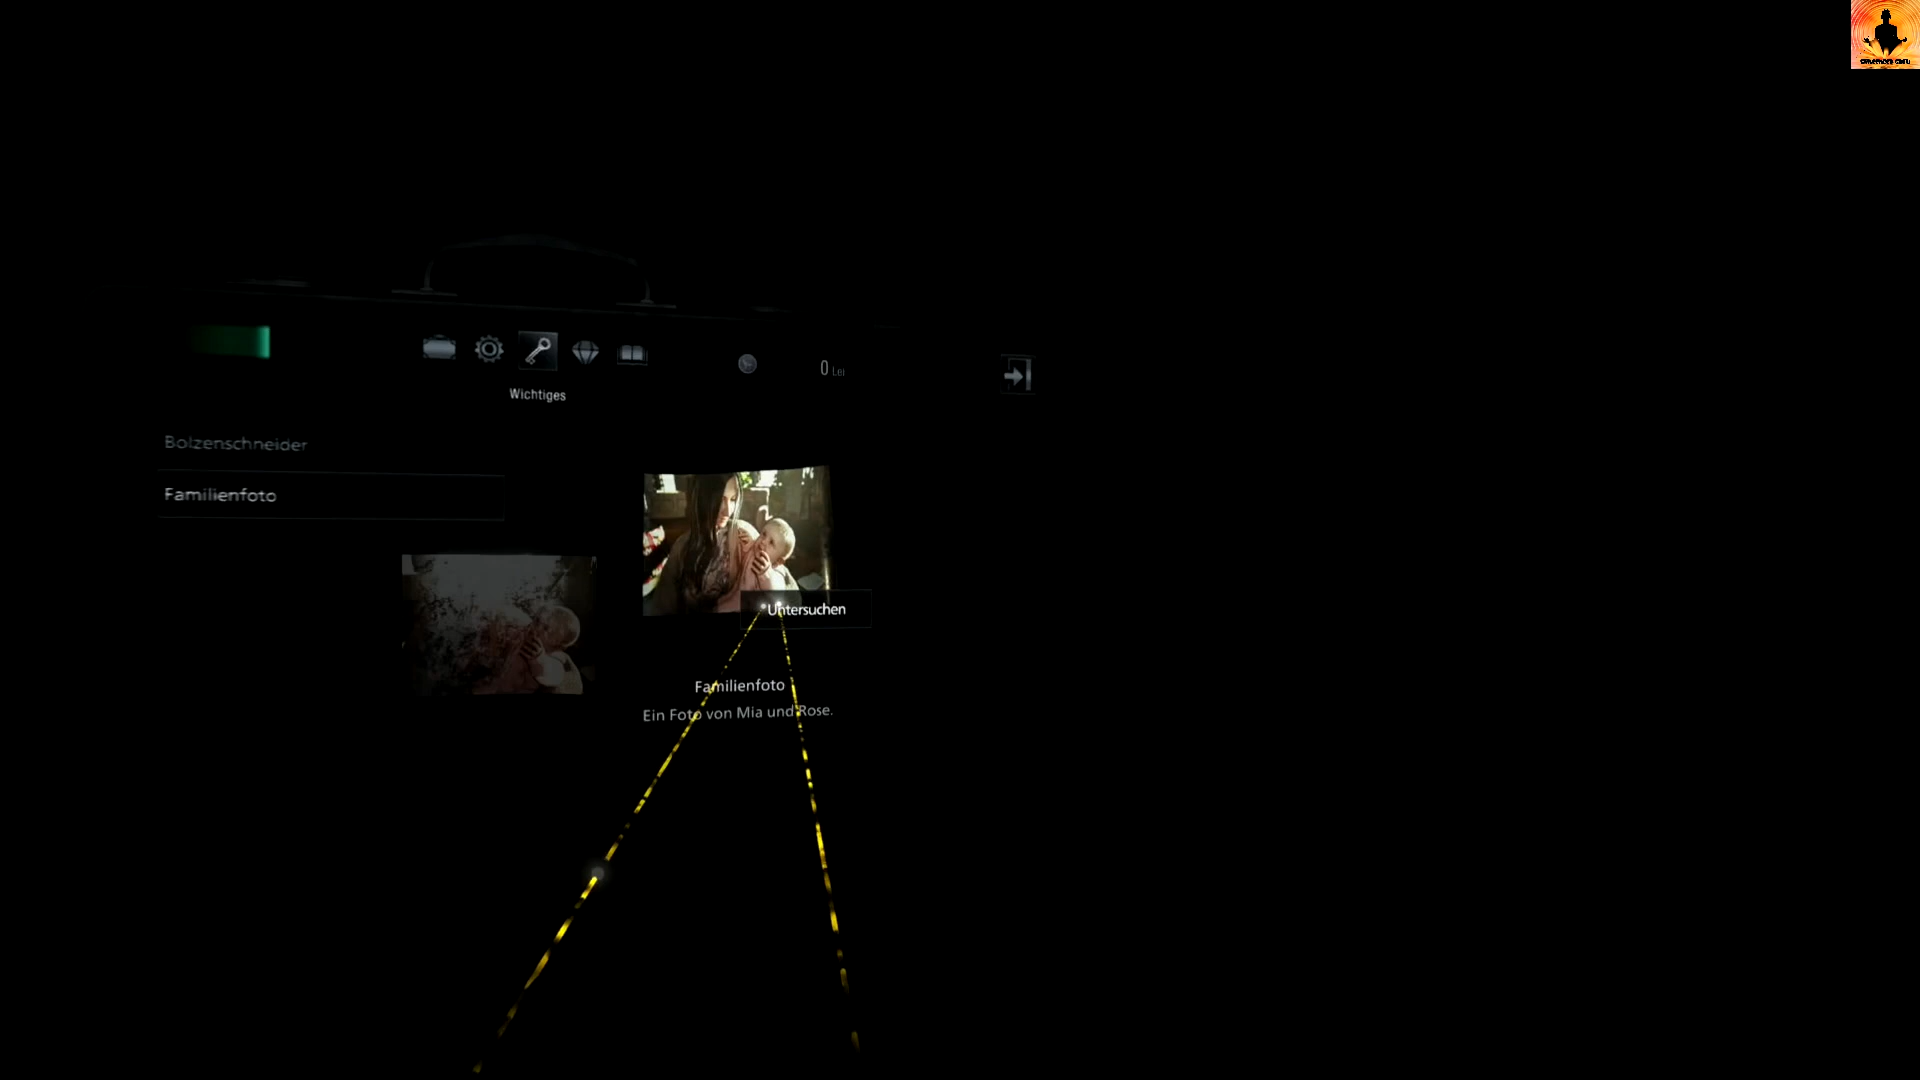 0 Lei
Wichtiges
Bolzenschneider
Familienfoto
Untersuchen
Familienfoto
Ein Foto von Mia und Rose.